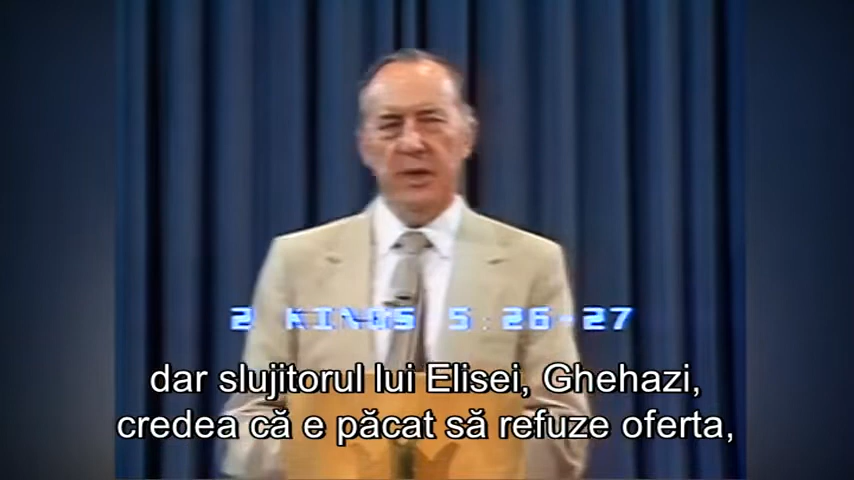 2 KINGS 5:26-27
dar slujitorul lui Elisei, Ghehazi,
credea că e păcat să refuze oferta,